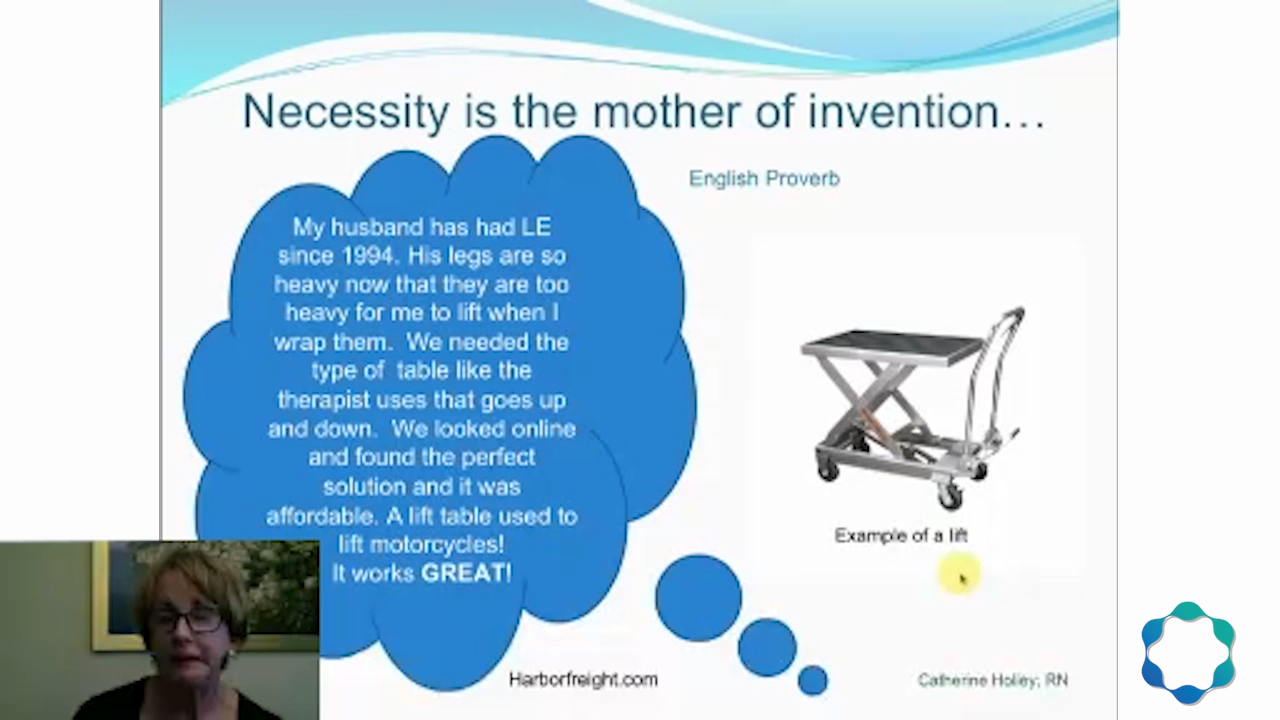 Necessity is the mother of invention…
English Proverb
My husband has had LE
since 1994. His legs are so
heavy now that they are too
heavy for me to lift when I
wrap them. We needed the
type of table like the
therapist uses that goes up
and down. We looked online
and found the perfect
solution and it was
affordable. A lift table used to
lift motorcycles!
It works GREAT!
Example of a lift
Harborfreight.com
Catherine Holley, RN